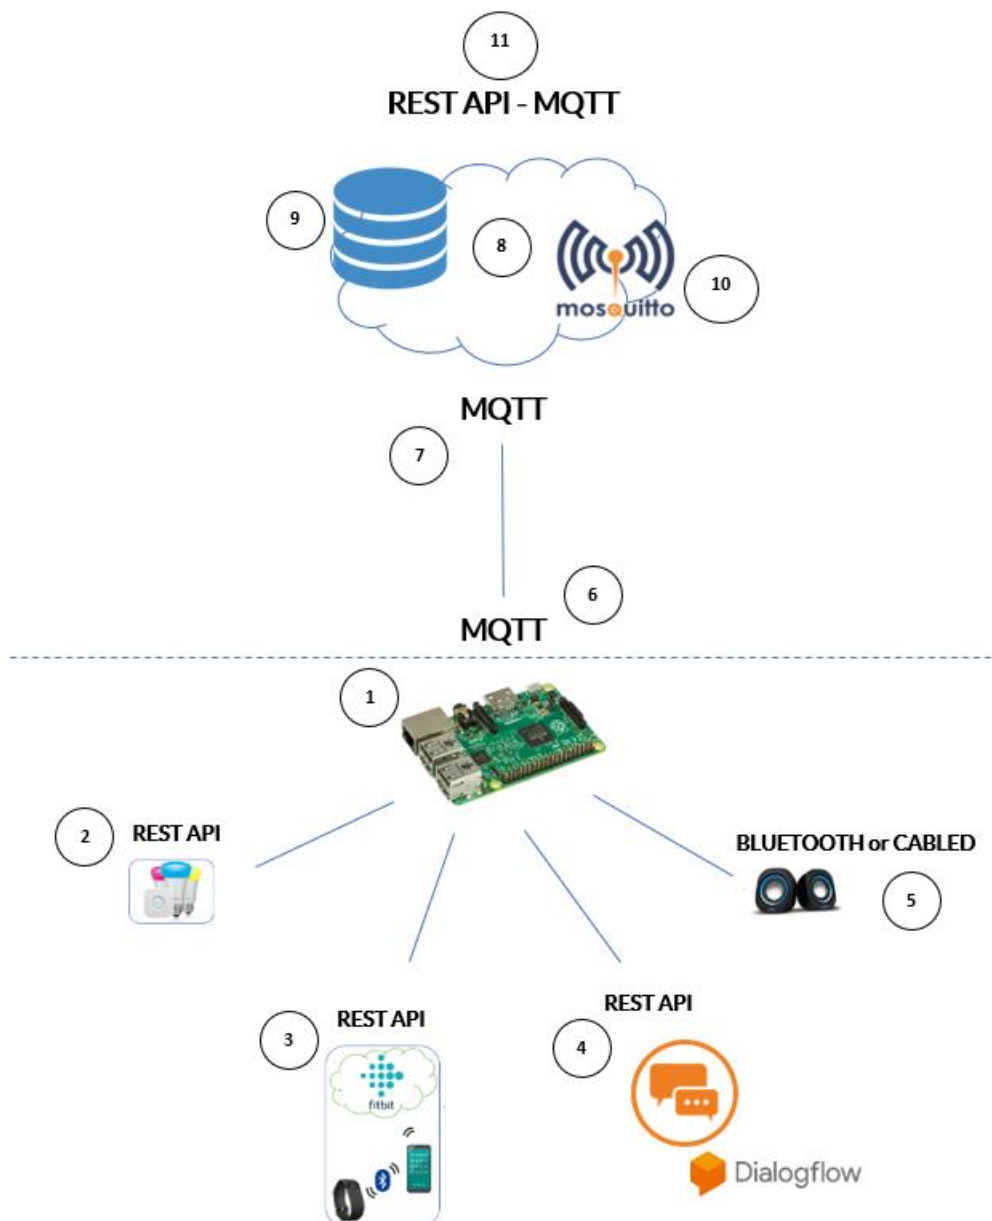 11
REST API - MQTT
9
8
10
mosquitto
MQTT
7
6
MQTT
1
2
REST API
BLUETOOTH or CABLED
5
REST API
3
REST API
4
fitbit
Dialogflow